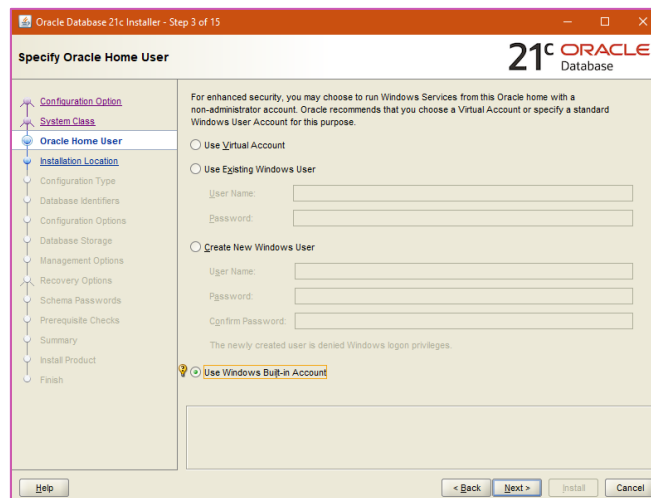 Oracle Database 21c Installer - Step 3 of 15
Specify Oracle Home User
21c ORACLE
Database
Configuration Option
System Class
Oracle Home User
Installation Location
Configuration Type
Database Identifiers
Configuration Options
Database Storage
Management Options
Recovery Options
Schema Passwords
Prerequisite Checks
Summary
Install Product
Finish
For enhanced security, you may choose to run Windows Services from this Oracle home with a
non-administrator account. Oracle recommends that you choose a Virtual Account or specify a standard
Windows User Account for this purpose.
Use Virtual Account
Use Existing Windows User
User Name:
Password:
Create New Windows User
User Name:
Password:
Confirm Password:
The newly created user is denied Windows logon privileges.
Use Windows Built-in Account
Help
< Back
Next >
Install
Cancel